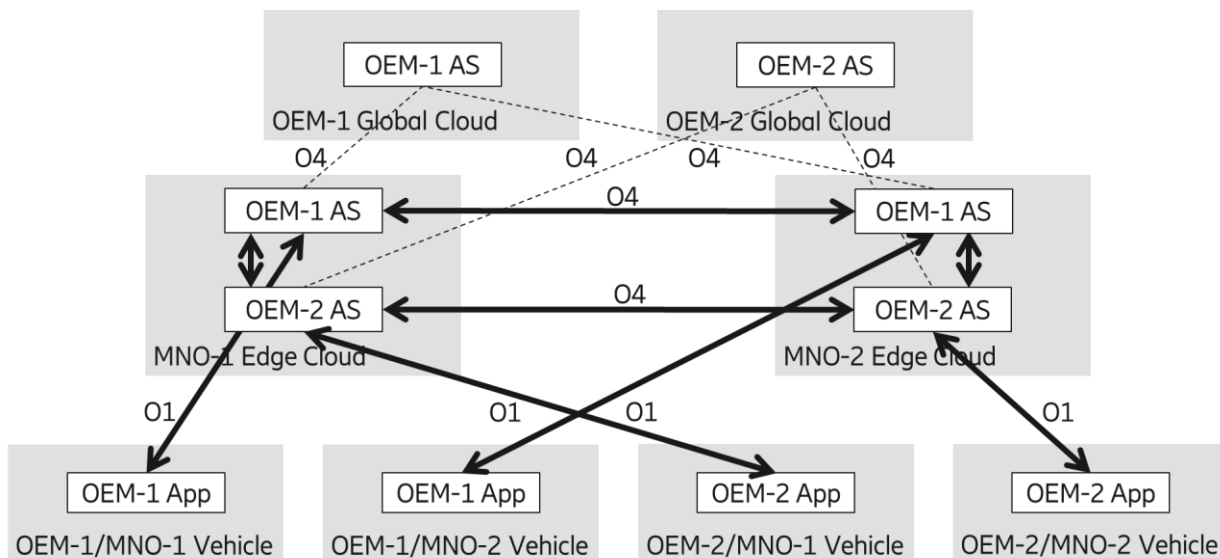 OEM-1 AS
OEM-2 AS
OEM-1 Global Cloud
OEM-2 Global Cloud
O4
O4
O4
O4
OEM-1 AS
O4
OEM-1 AS
OEM-2 AS
O4
OEM-2 AS
MNO-1 Edge Cloud
MNO-2 Edge Cloud
O1
O1
O1
O1
OEM-1 App
OEM-1 App
OEM-2 App
OEM-2 App
OEM-1/MNO-1 Vehicle
OEM-1/MNO-2 Vehicle
OEM-2/MNO-1 Vehicle
OEM-2/MNO-2 Vehicle